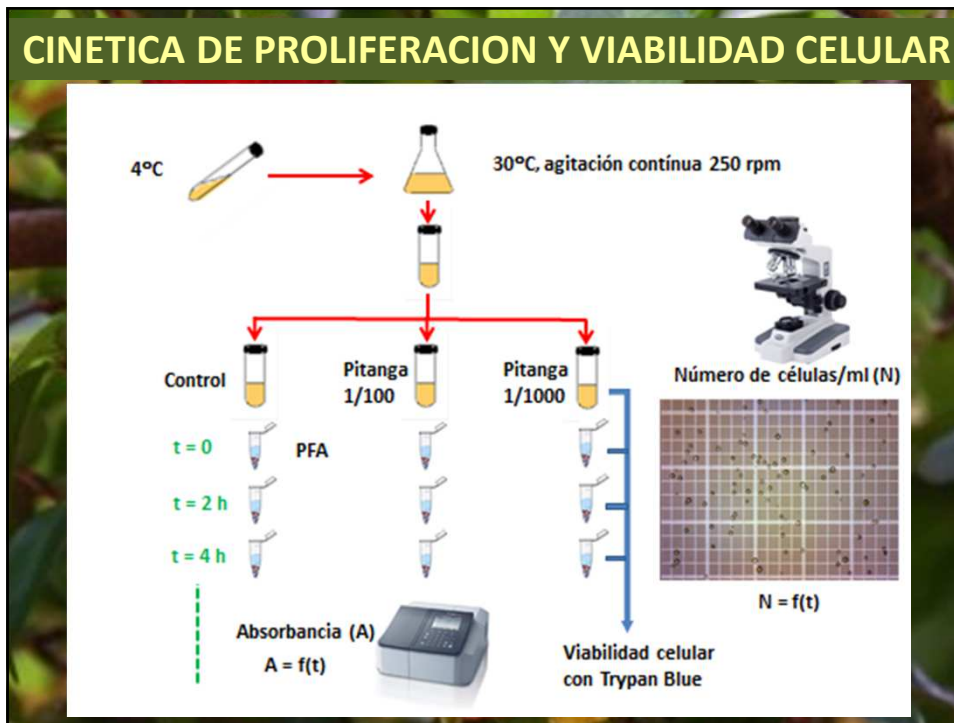 CINETICA DE PROLIFERACION Y VIABILIDAD CELULAR
4ºC
30ºC, agitación contínua 250 rpm
Control
Pitanga
1/100
Pitanga
1/1000
Número de células/ml (N)
t = 0
PFA
t = 2 h
t = 4 h
N = f(t)
Absorbancia (A)
A = f(t)
Viabilidad celular
con Trypan Blue